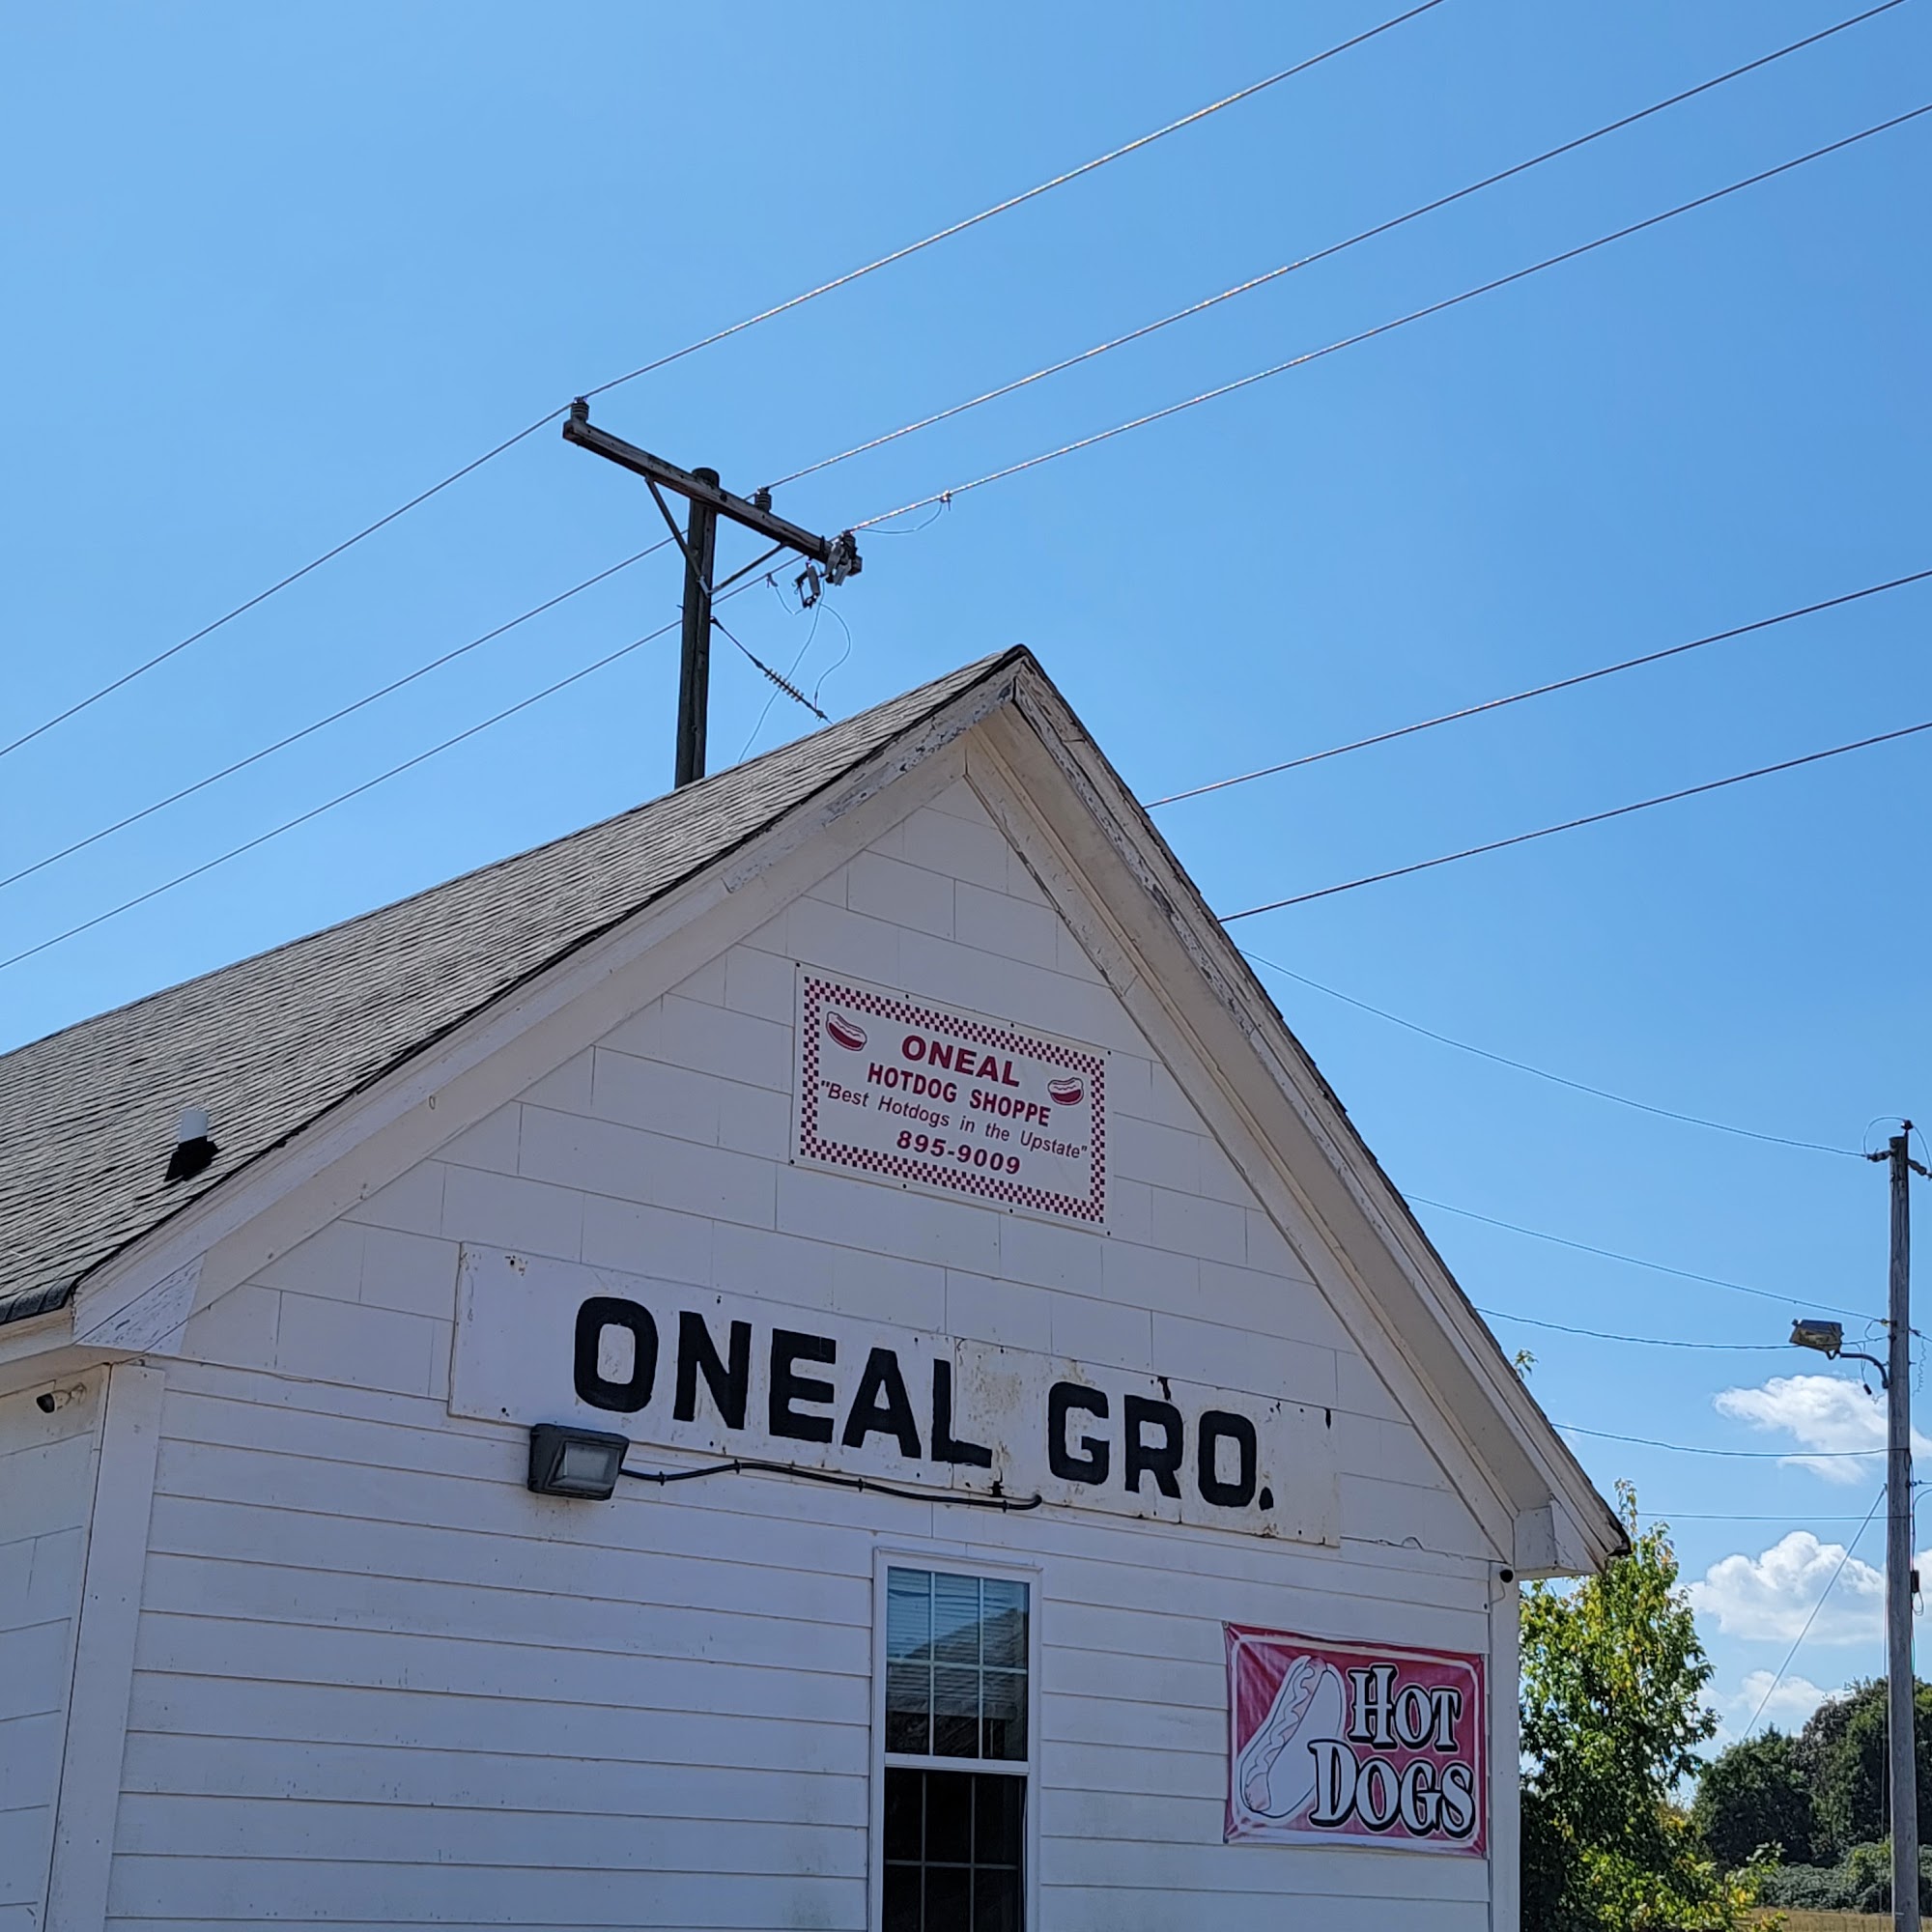 ONEAL
HOTDOG SHOPPE
"Best Hotdogs in the Upstate"
895-9009
ONEAL GRO.
HOT
DOGS